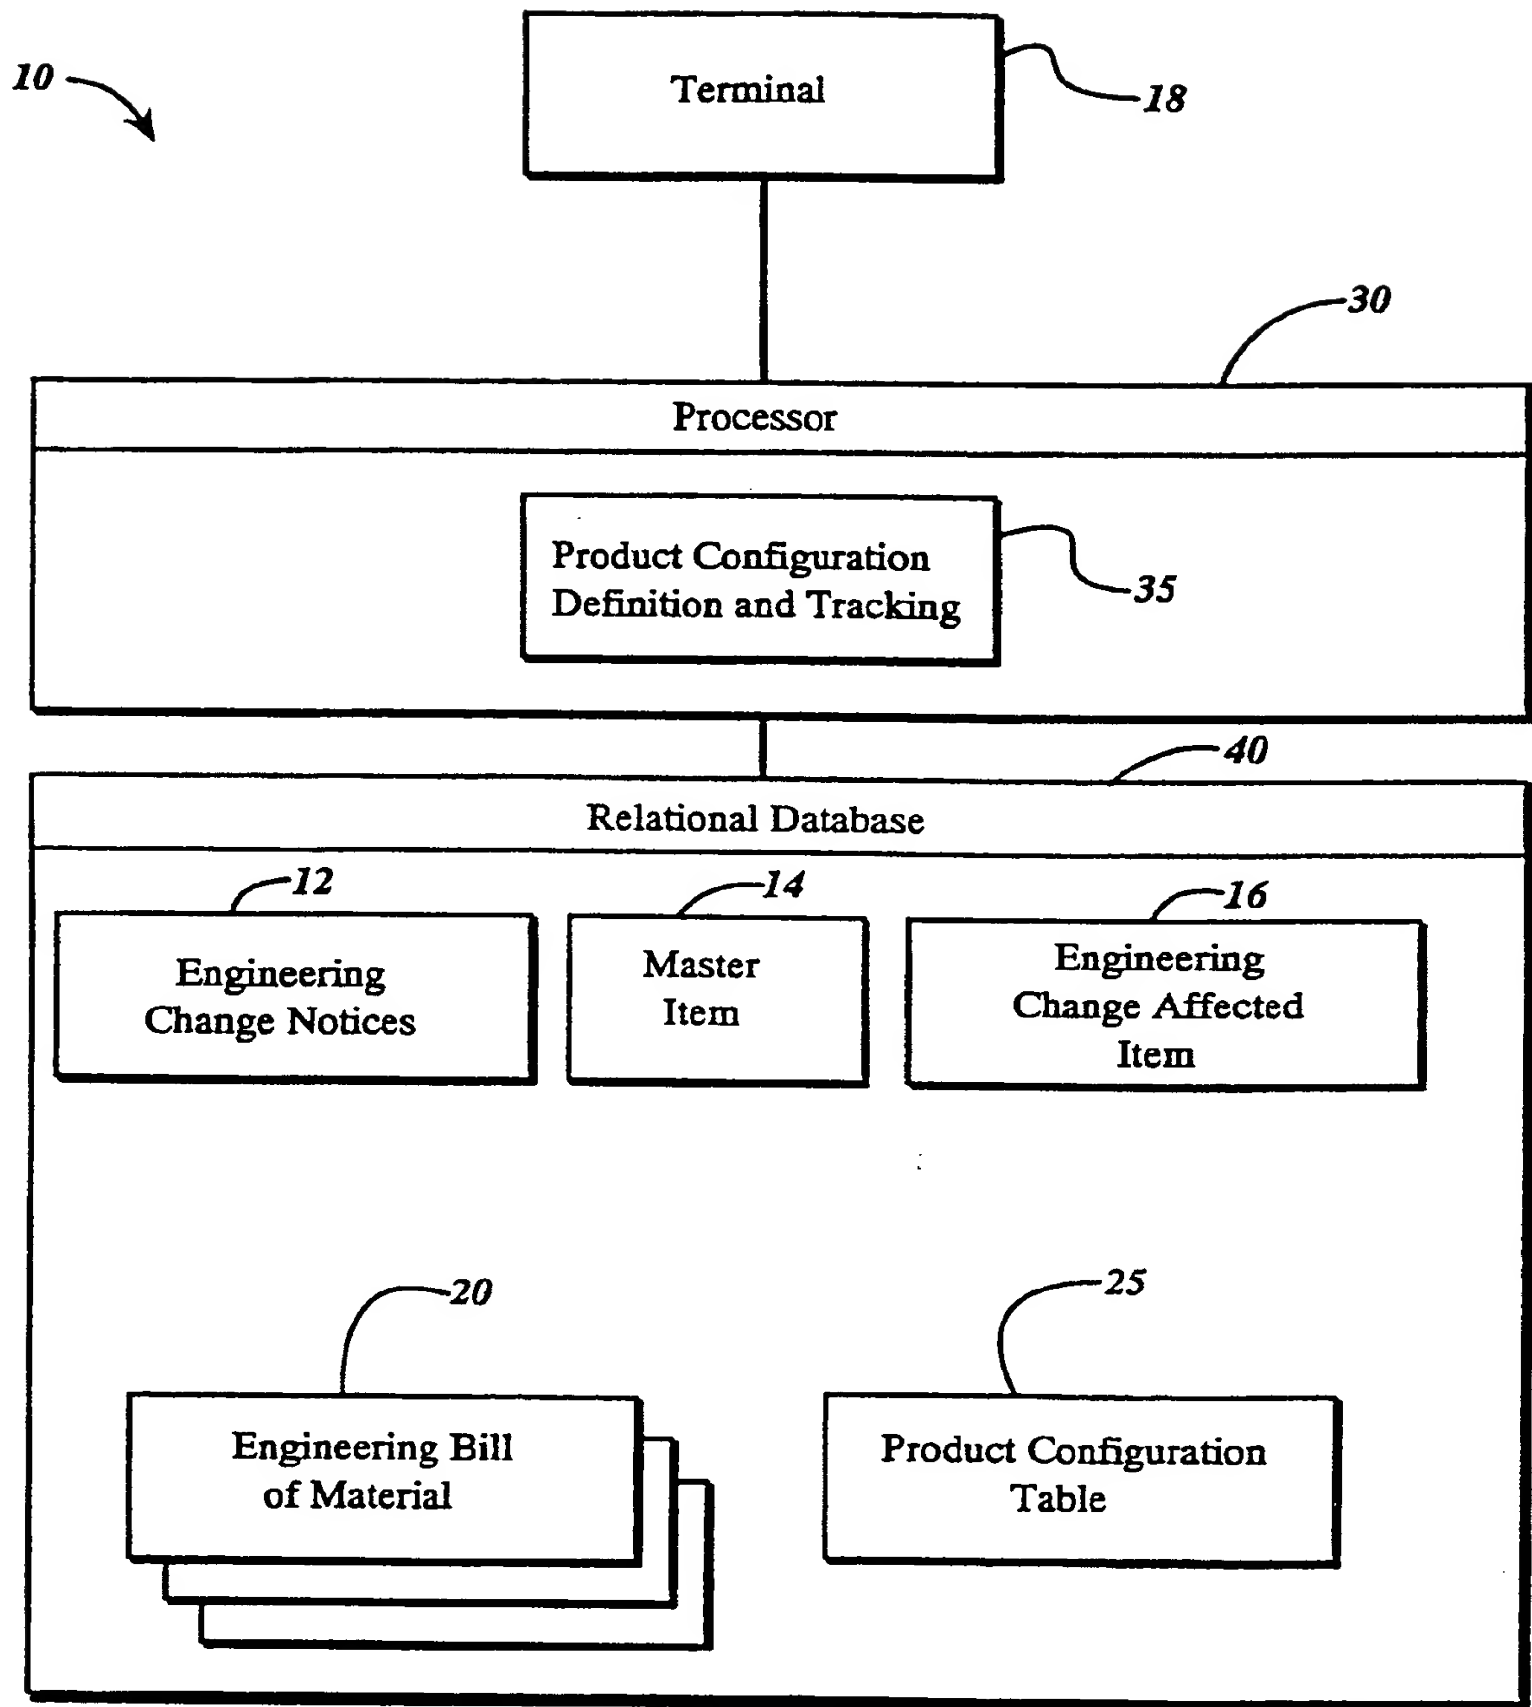 10
Terminal
18
30
Processor
Product Configuration
Definition and Tracking
35
40
Relational Database
12
14
16
Engineering
Change Notices
Master
Item
Engineering
Change Affected
Item
20
25
Engineering Bill
of Material
Product Configuration
Table